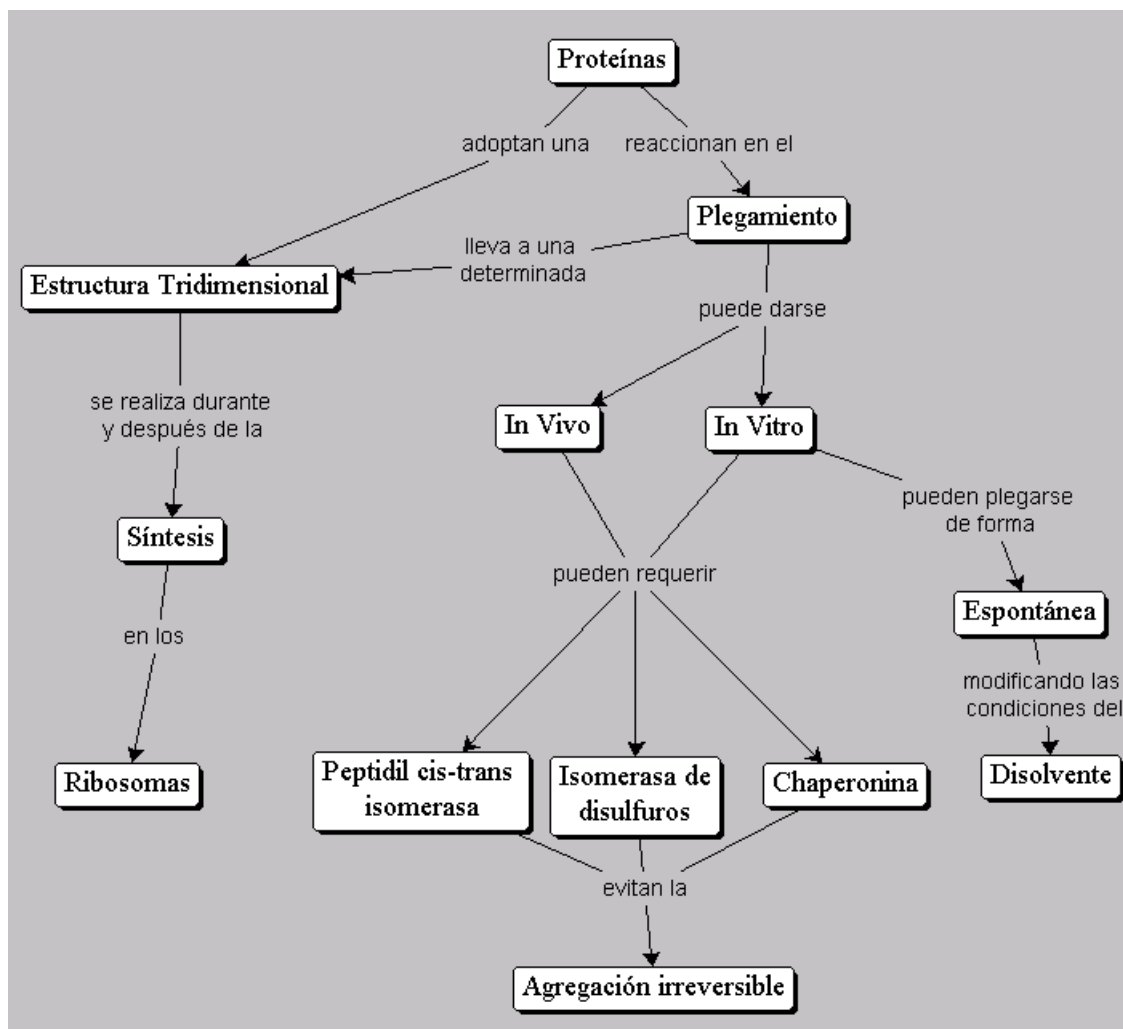 Proteínas
adoptan una
reaccionan en el
Plegamiento
lleva a una
determinada
Estructura Tridimensional
puede darse
se realiza durante
y después de la
In Vivo
In Vitro
pueden plegarse
de forma
Síntesis
pueden requerir
Espontánea
en los
modificando las
condiciones del
Ribosomas
Peptidil cis-trans
isomerasa
Isomerasa de
disulfuros
Chaperonina
Disolvente
evitan la
Agregación irreversible